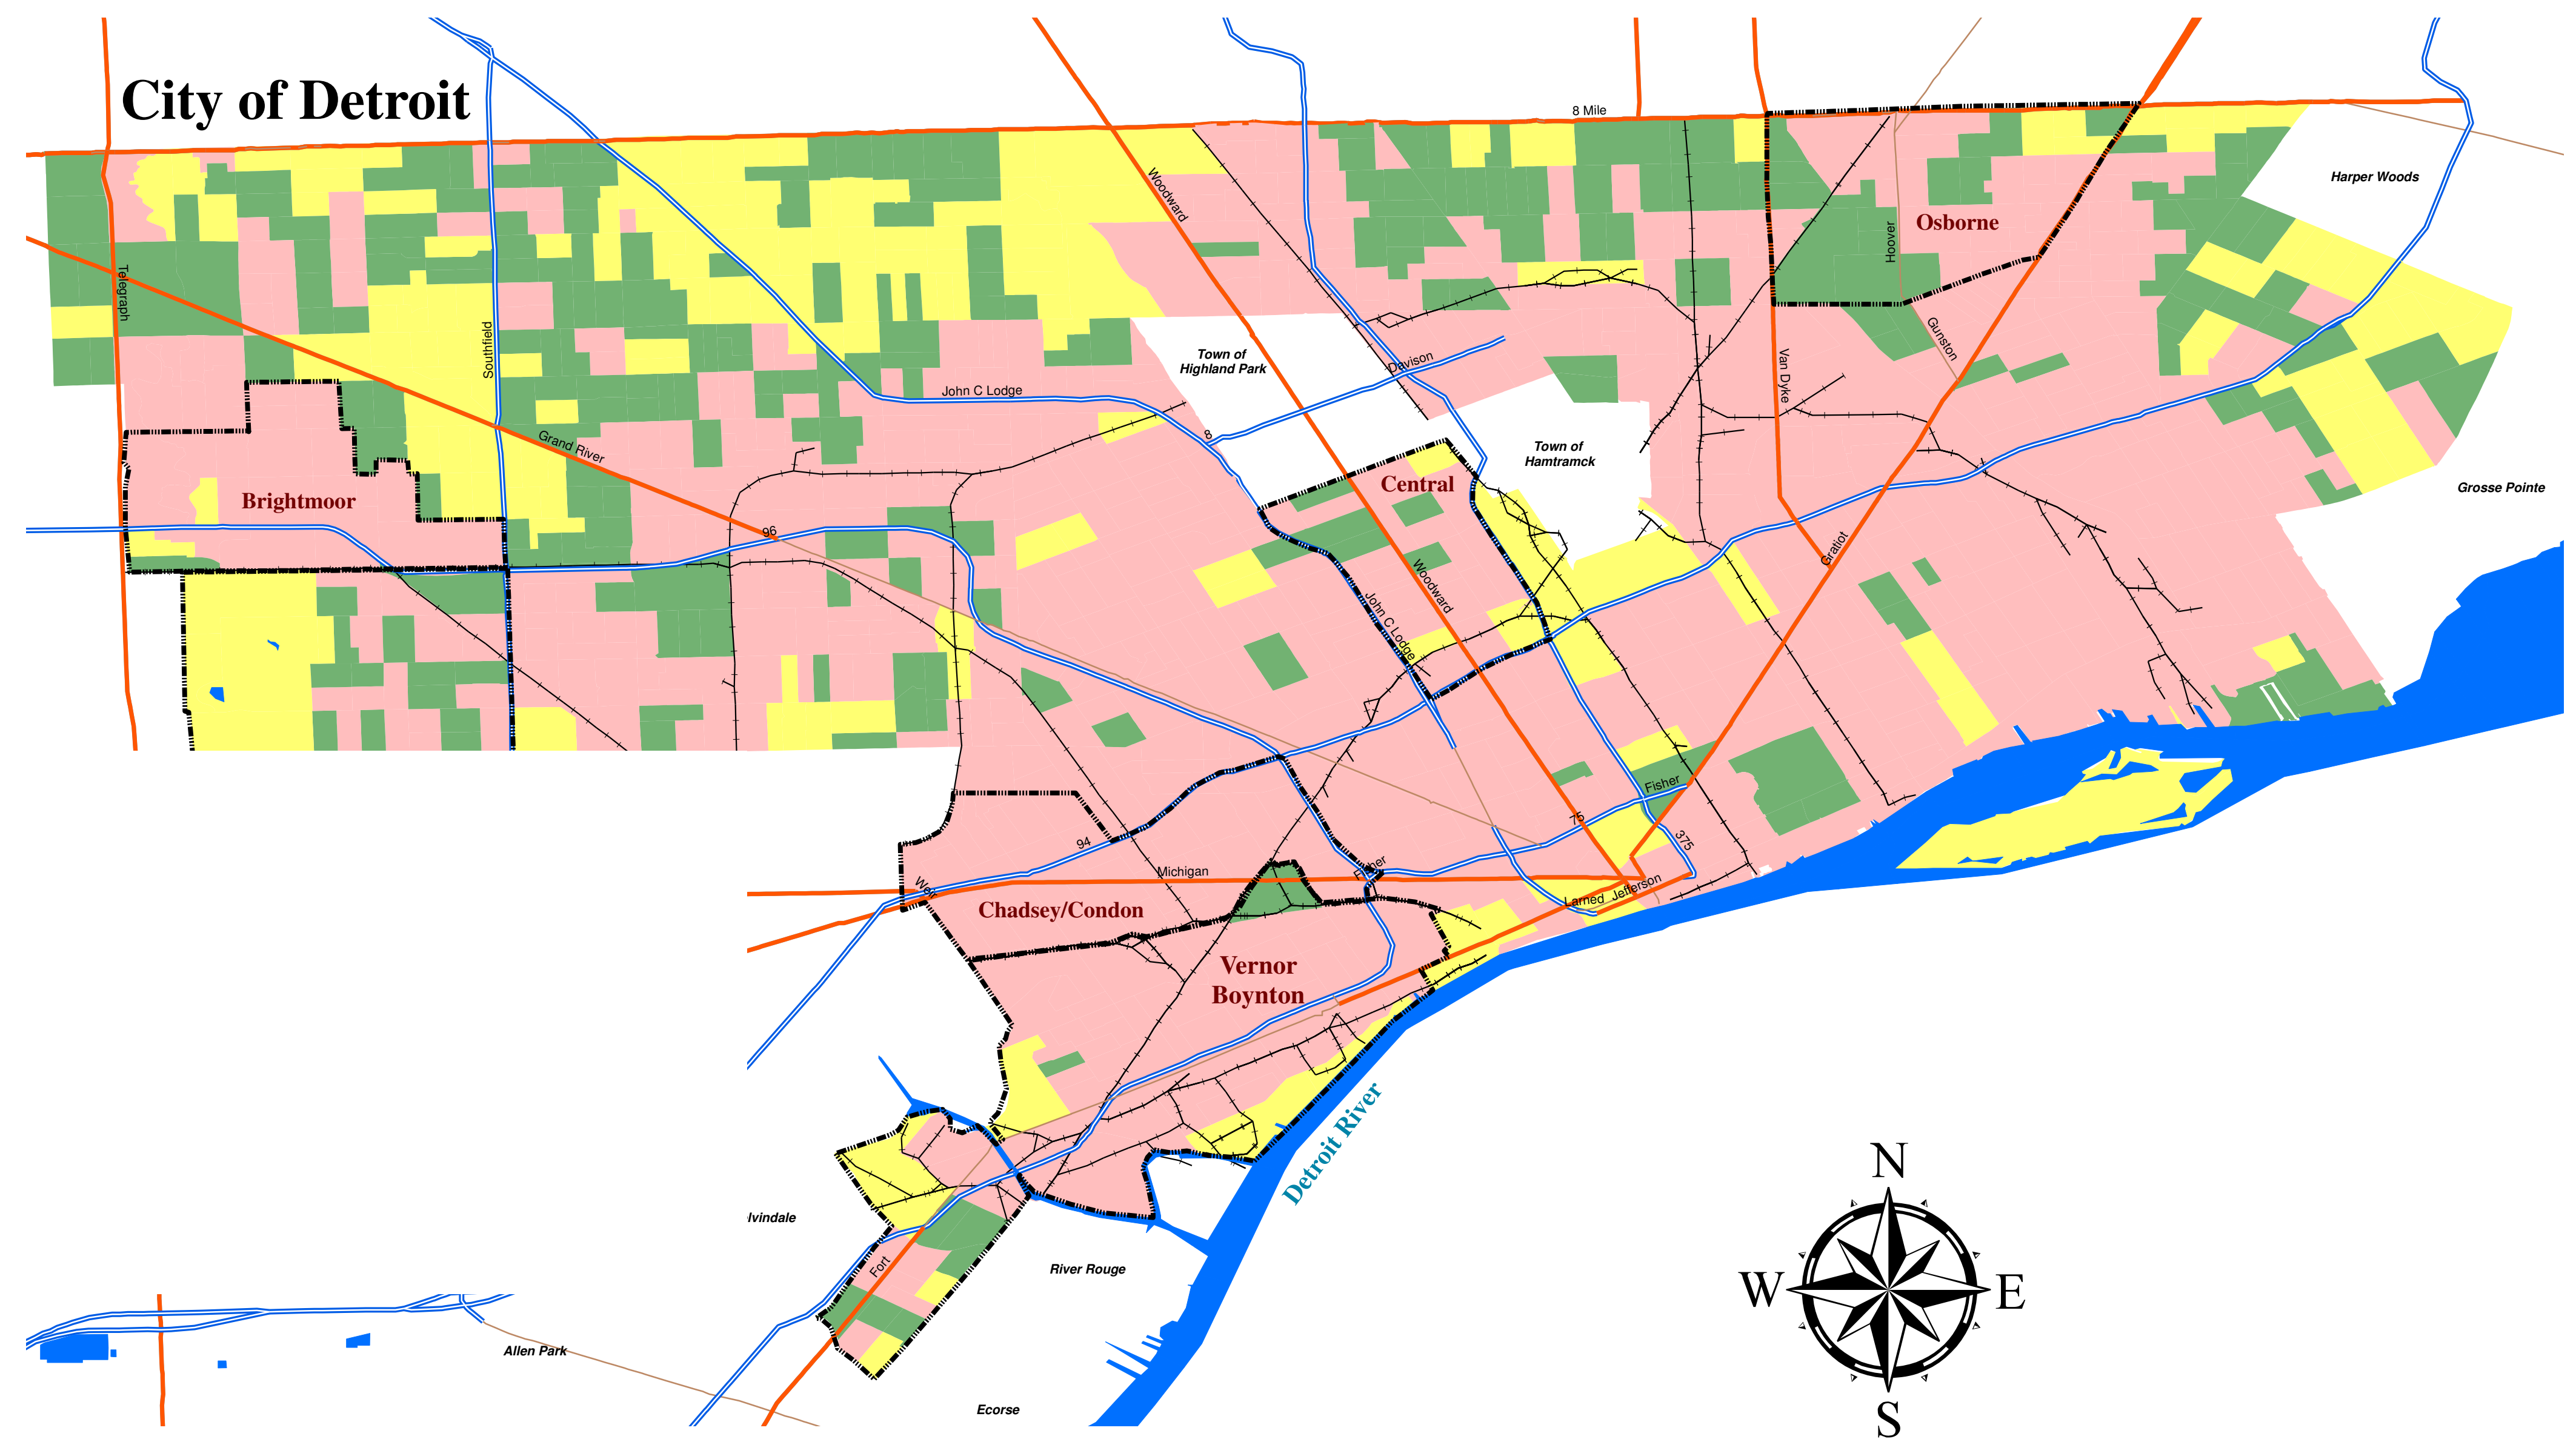 City of Detroit
8 Mile
Woodward
Harper Woods
Osborne
Hoover
Telegraph
Southfield
Gunston
Town of
Highland Park
Davison
Van Dyke
John C Lodge
8
Grand River
Town of
Hamtramck
Central
Grosse Pointe
Brightmoor
96
Gratiot
Woodward
John C Lodge
Fisher
75
375
94
Michigan
Larned
Jefferson
Chadsey/Condon
Vernor
Boynton
Detroit River
lvindale
Fort
River Rouge
Allen Park
Ecorse
N
W
E
S